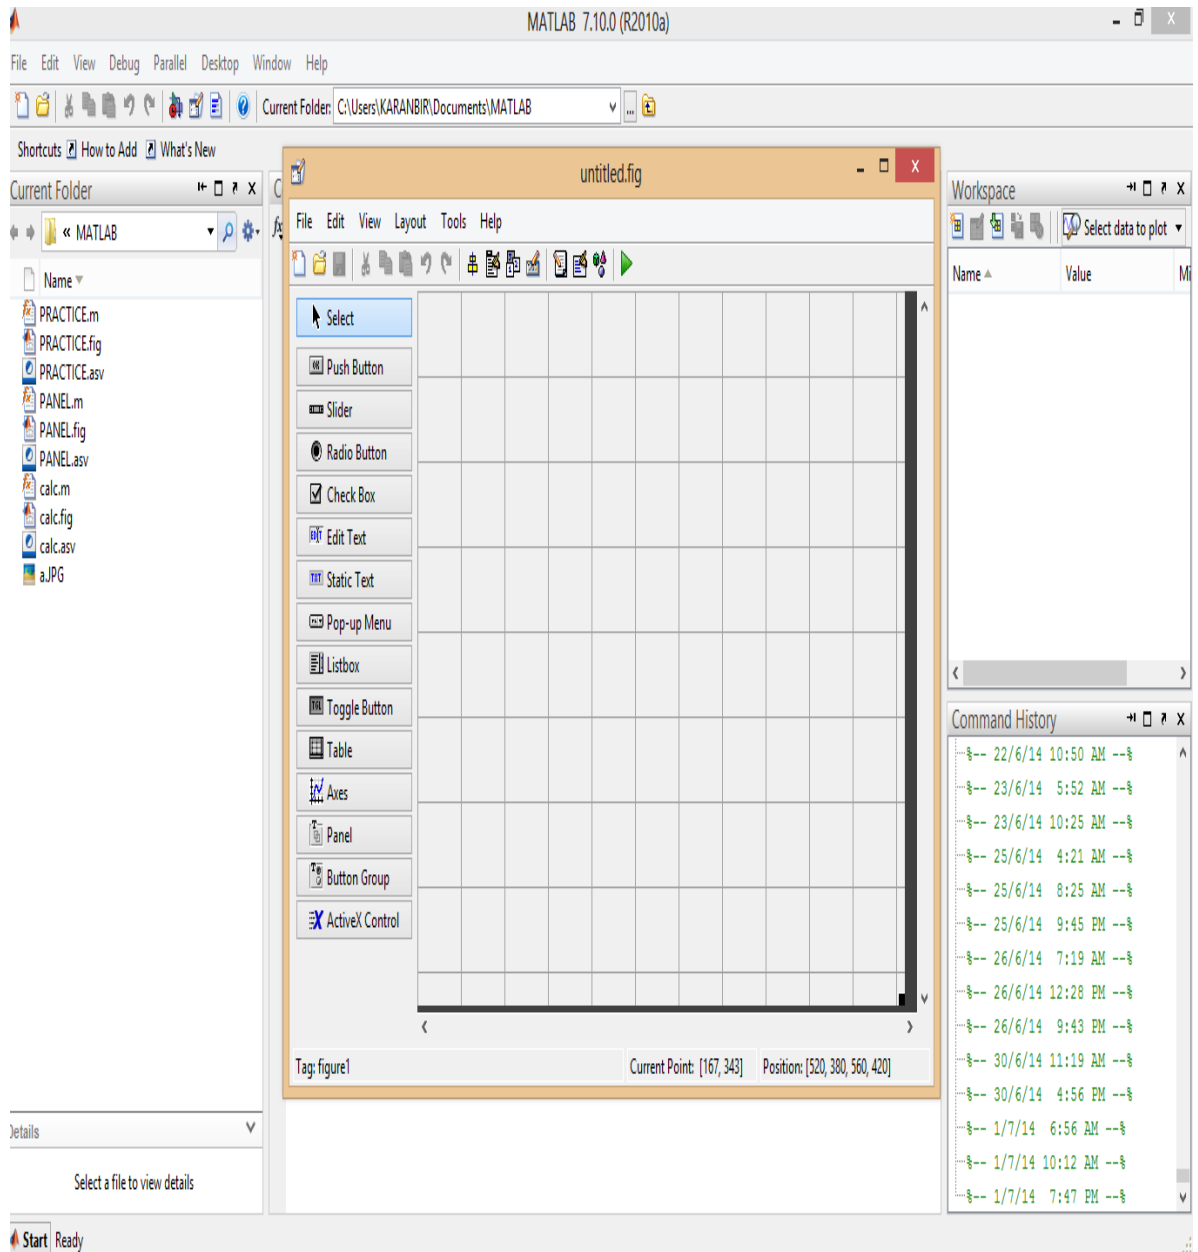 MATLAB 7.10.0 (R2010a)
File Edit View Debug Parallel Desktop Window Help
Current Folder: C:\Users\KARANBIR\Documents\MATLAB
Shortcuts How to Add What's New
Current Folder
« MATLAB
Name
PRACTICE.m
PRACTICE.fig
PRACTICE.asv
PANEL.m
PANEL.fig
PANEL.asv
calc.m
calc.fig
calc.asv
a.JPG
Details
Select a file to view details
Start Ready
C
fx
untitled.fig
File Edit View Layout Tools Help
Select
OK Push Button
Slider
Radio Button
Check Box
EDIT Edit Text
TXT Static Text
Pop-up Menu
Listbox
TGL Toggle Button
Table
Axes
Panel
Button Group
ActiveX Control
Tag: figure1
Current Point: [167, 343] Position: [520, 380, 560, 420]
Workspace
Select data to plot
Name Value Mi
Command History
%-- 22/6/14 10:50 AM --%
%-- 23/6/14 5:52 AM --%
%-- 23/6/14 10:25 AM --%
%-- 25/6/14 4:21 AM --%
%-- 25/6/14 8:25 AM --%
%-- 25/6/14 9:45 PM --%
%-- 26/6/14 7:19 AM --%
%-- 26/6/14 12:28 PM --%
%-- 26/6/14 9:43 PM --%
%-- 30/6/14 11:19 AM --%
%-- 30/6/14 4:56 PM --%
%-- 1/7/14 6:56 AM --%
%-- 1/7/14 10:12 AM --%
%-- 1/7/14 7:47 PM --%